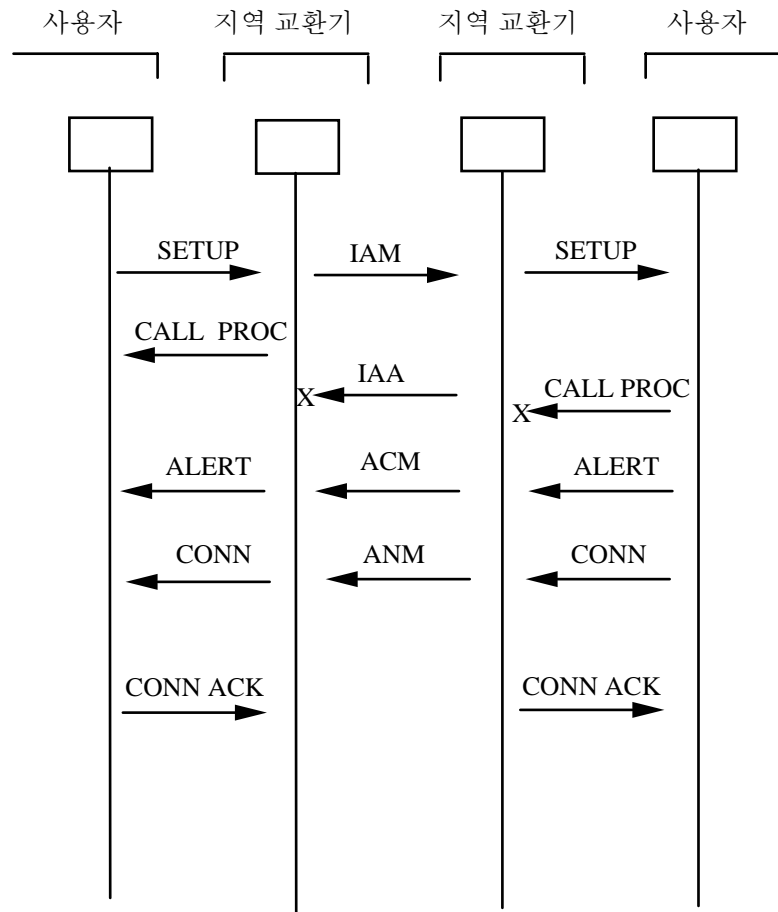 사용자 지역 교환기 지역 교환기 사용자
SETUP IAM SETUP
CALL PROC
X IAA X CALL PROC
ALERT ACM ALERT
CONN ANM CONN
CONN ACK CONN ACK